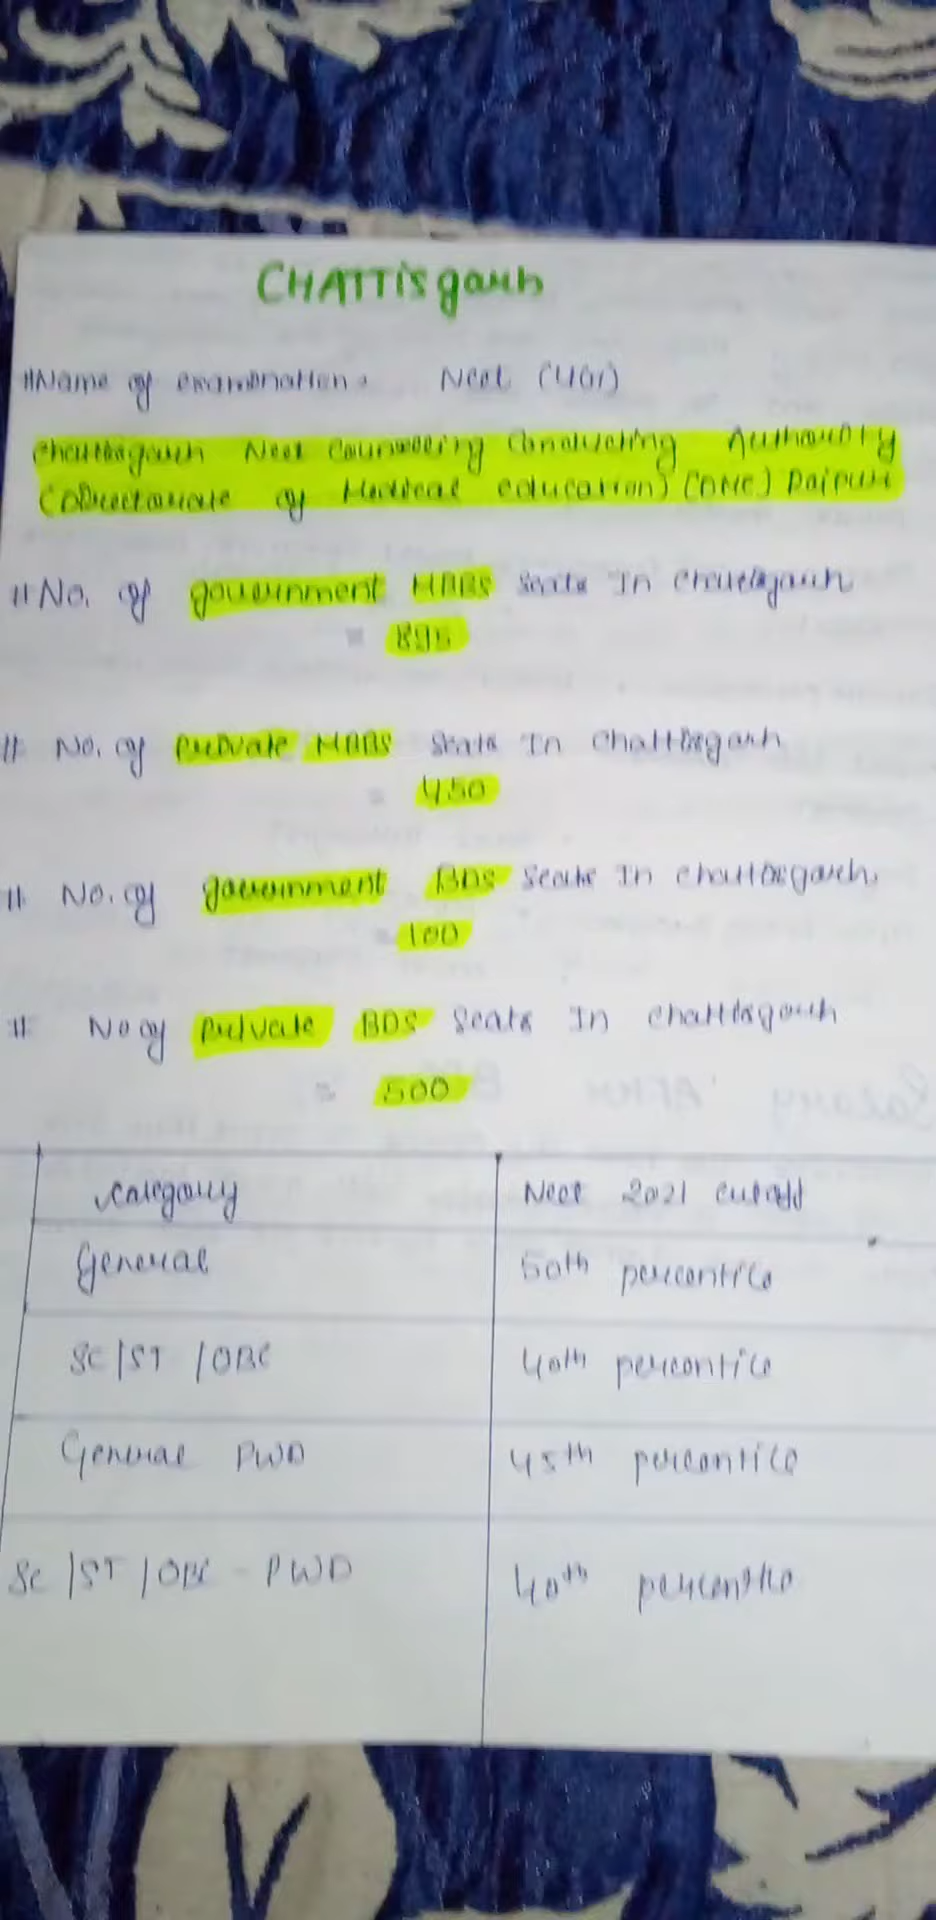 CHATTISgarh
# Name of examination : Neet (UG)
Chattisgarh Neet Counselling Conducting Authority
(Directorate of Medical education) (DME) Raipur
# No. of government MBBS Seats In Chattisgarh
= 895
# No. of private MBBS Seats In Chattisgarh
= 450
# No. of government BDS Seats In Chattisgarh
= 100
# No of private BDS Seats In Chattisgarh
= 500
Category Neet 2021 cutoff
General 50th percentile
SC/ST/OBC 40th percentile
General PWD 45th percentile
SC/ST/OBC - PWD 40th percentile